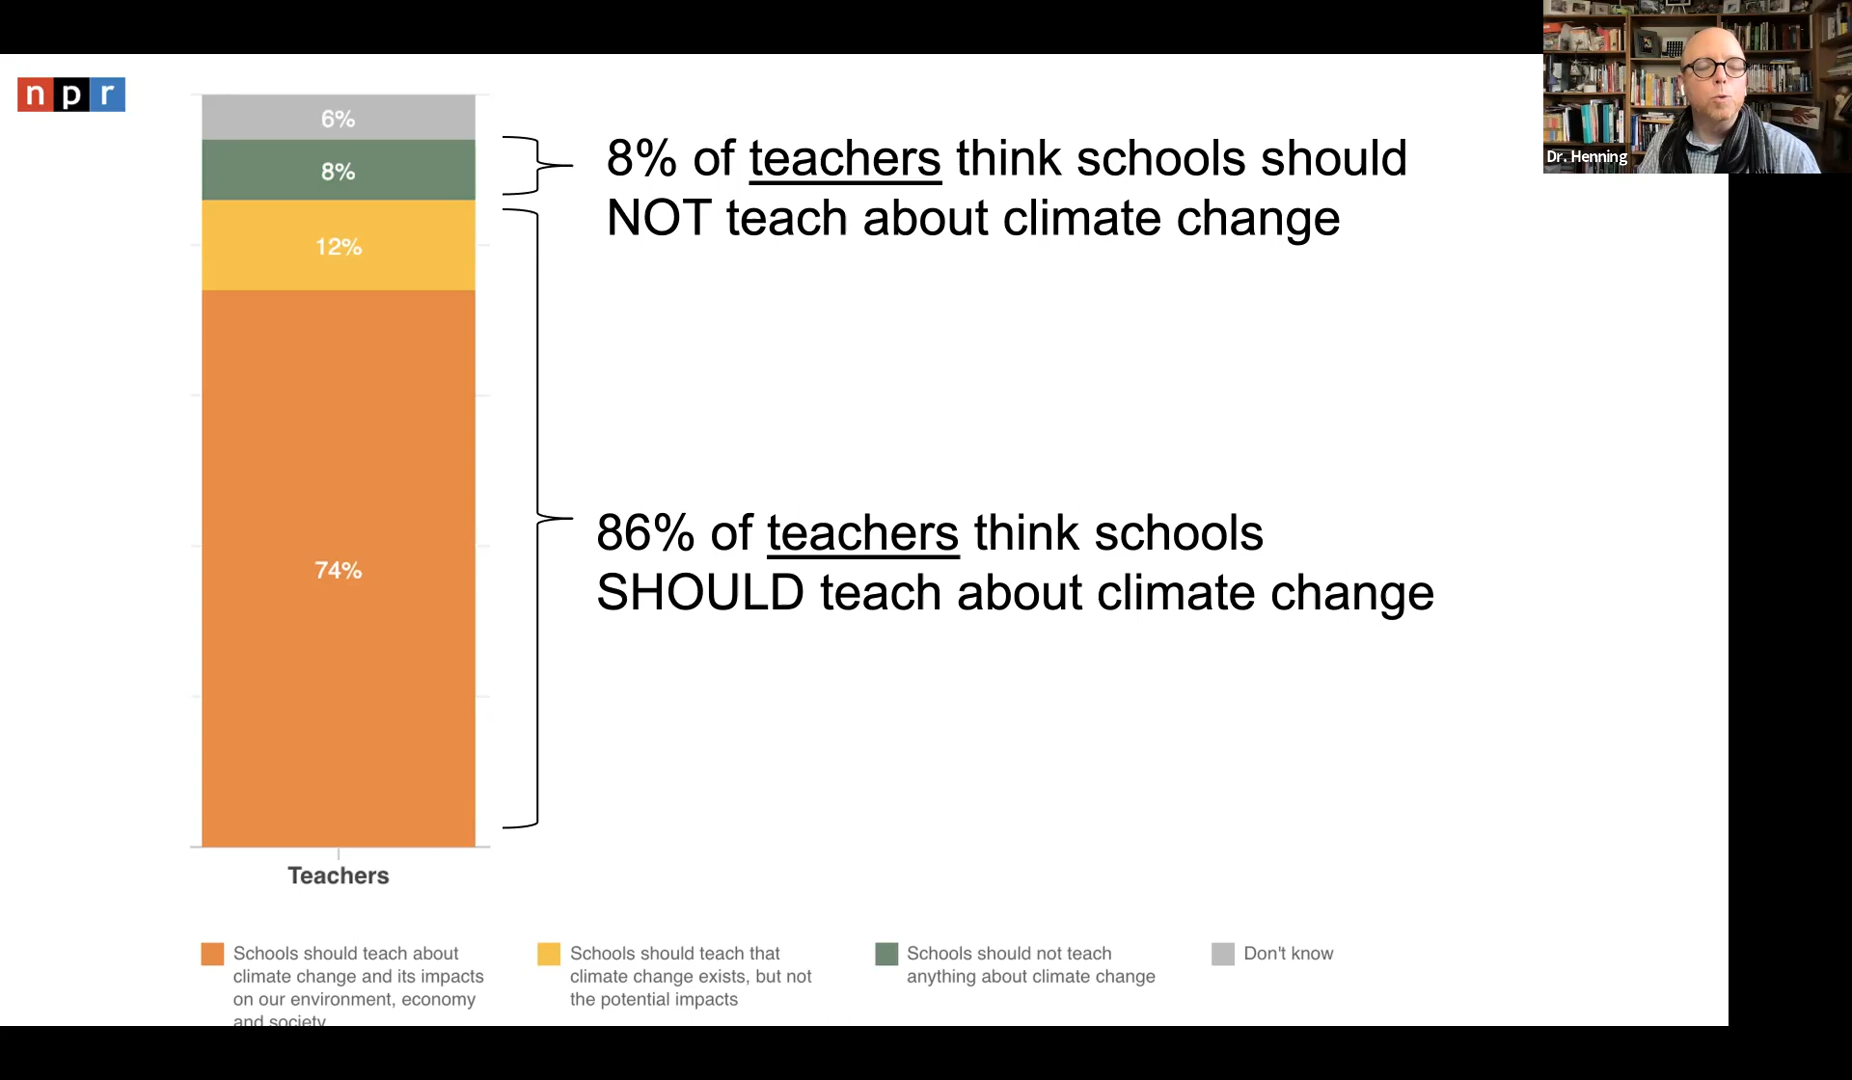 npr
6%
8%
12%
74%
Teachers
8% of teachers think schools should
NOT teach about climate change
86% of teachers think schools
SHOULD teach about climate change
Dr. Henning
Schools should teach about
climate change and its impacts
on our environment, economy
and society
Schools should teach that
climate change exists, but not
the potential impacts
Schools should not teach
anything about climate change
Don't know